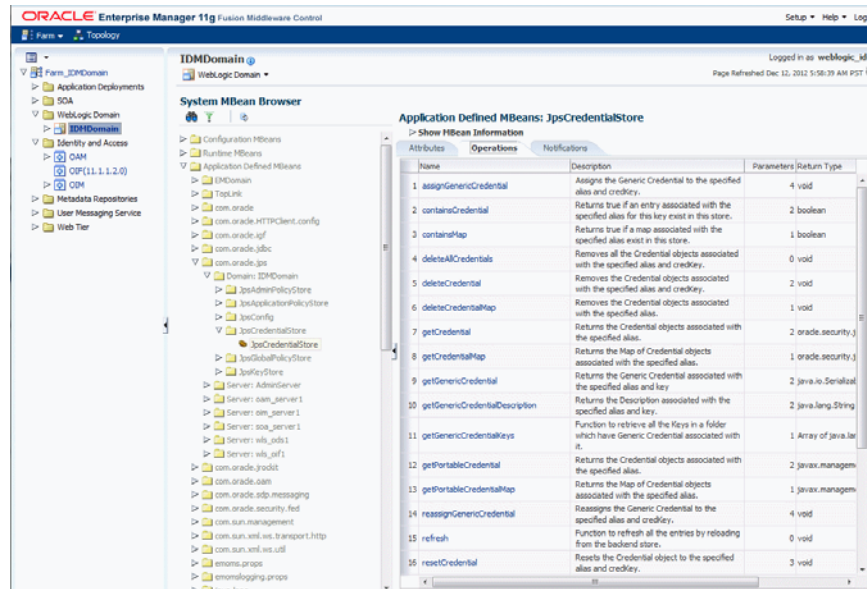 ORACLE Enterprise Manager 11g Fusion Middleware Control
Setup Help Log
Farm Topology
Farm_IDMDomain
Application Deployments
SOA
WebLogic Domain
IDMDomain
Identity and Access
OAM
OIF(11.1.1.2.0)
OIM
Metadata Repositories
User Messaging Service
Web Tier
IDMDomain
WebLogic Domain
Logged in as weblogic_id
Page Refreshed Dec 12, 2012 5:58:39 AM PST
System MBean Browser
Configuration MBeans
Runtime MBeans
Application Defined MBeans
EMDomain
TopLink
com.oracle
com.oracle.HTTPClient.config
com.oracle.igf
com.oracle.jdbc
com.oracle.jps
Domain: IDMDomain
JpsAdminPolicyStore
JpsApplicationPolicyStore
JpsConfig
JpsCredentialStore
JpsCredentialStore
JpsGlobalPolicyStore
JpsKeyStore
Server: AdminServer
Server: oam_server1
Server: oim_server1
Server: soa_server1
Server: wls_ods1
Server: wls_oif1
com.oracle.jrockit
com.oracle.oam
com.oracle.sdp.messaging
com.oracle.security.fed
com.sun.management
com.sun.xml.ws.transport.http
com.sun.xml.ws.util
emoms.props
emomslogging.props
Application Defined MBeans: JpsCredentialStore
Show MBean Information
Attributes Operations Notifications
Name Description Parameters Return Type
1 assignGenericCredential Assigns the Generic Credential to the specified alias and credKey. 4 void
2 containsCredential Returns true if an entry associated with the specified alias for this key exist in this store. 2 boolean
3 containsMap Returns true if a map associated with the specified alias exist in this store. 1 boolean
4 deleteAllCredentials Removes all the Credential objects associated with the specified alias and credKey. 0 void
5 deleteCredential Removes the Credential objects associated with the specified alias and credKey. 2 void
6 deleteCredentialMap Removes the Credential objects associated with the specified alias. 1 void
7 getCredential Returns the Credential objects associated with the specified alias. 2 oracle.security.j
8 getCredentialMap Returns the Map of Credential objects associated with the specified alias. 1 oracle.security.j
9 getGenericCredential Returns the Generic Credential associated with the specified alias and key 2 java.io.Serializab
10 getGenericCredentialDescription Returns the Description associated with the specified alias and key. 2 java.lang.String
11 getGenericCredentialKeys Function to retrieve all the Keys in a folder which have Generic Credential associated with it. 1 Array of java.lar
12 getPortableCredential Returns the Credential objects associated with the specified alias. 2 javax.managem
13 getPortableCredentialMap Returns the Map of Credential objects associated with the specified alias. 1 javax.managem
14 reassignGenericCredential Reassigns the Generic Credential to the specified alias and credKey. 4 void
15 refresh Function to refresh all the entries by reloading from the backend store. 0 void
16 resetCredential Resets the Credential object to the specified alias and credKey. 3 void